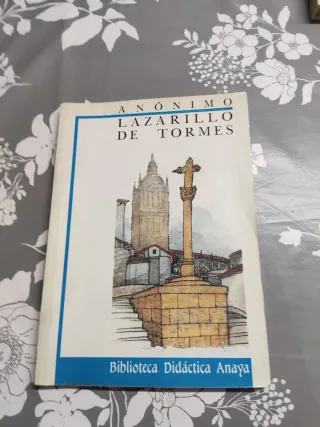 ANÓNIMO
LAZARILLO
DE TORMES
Biblioteca Didáctica Anaya